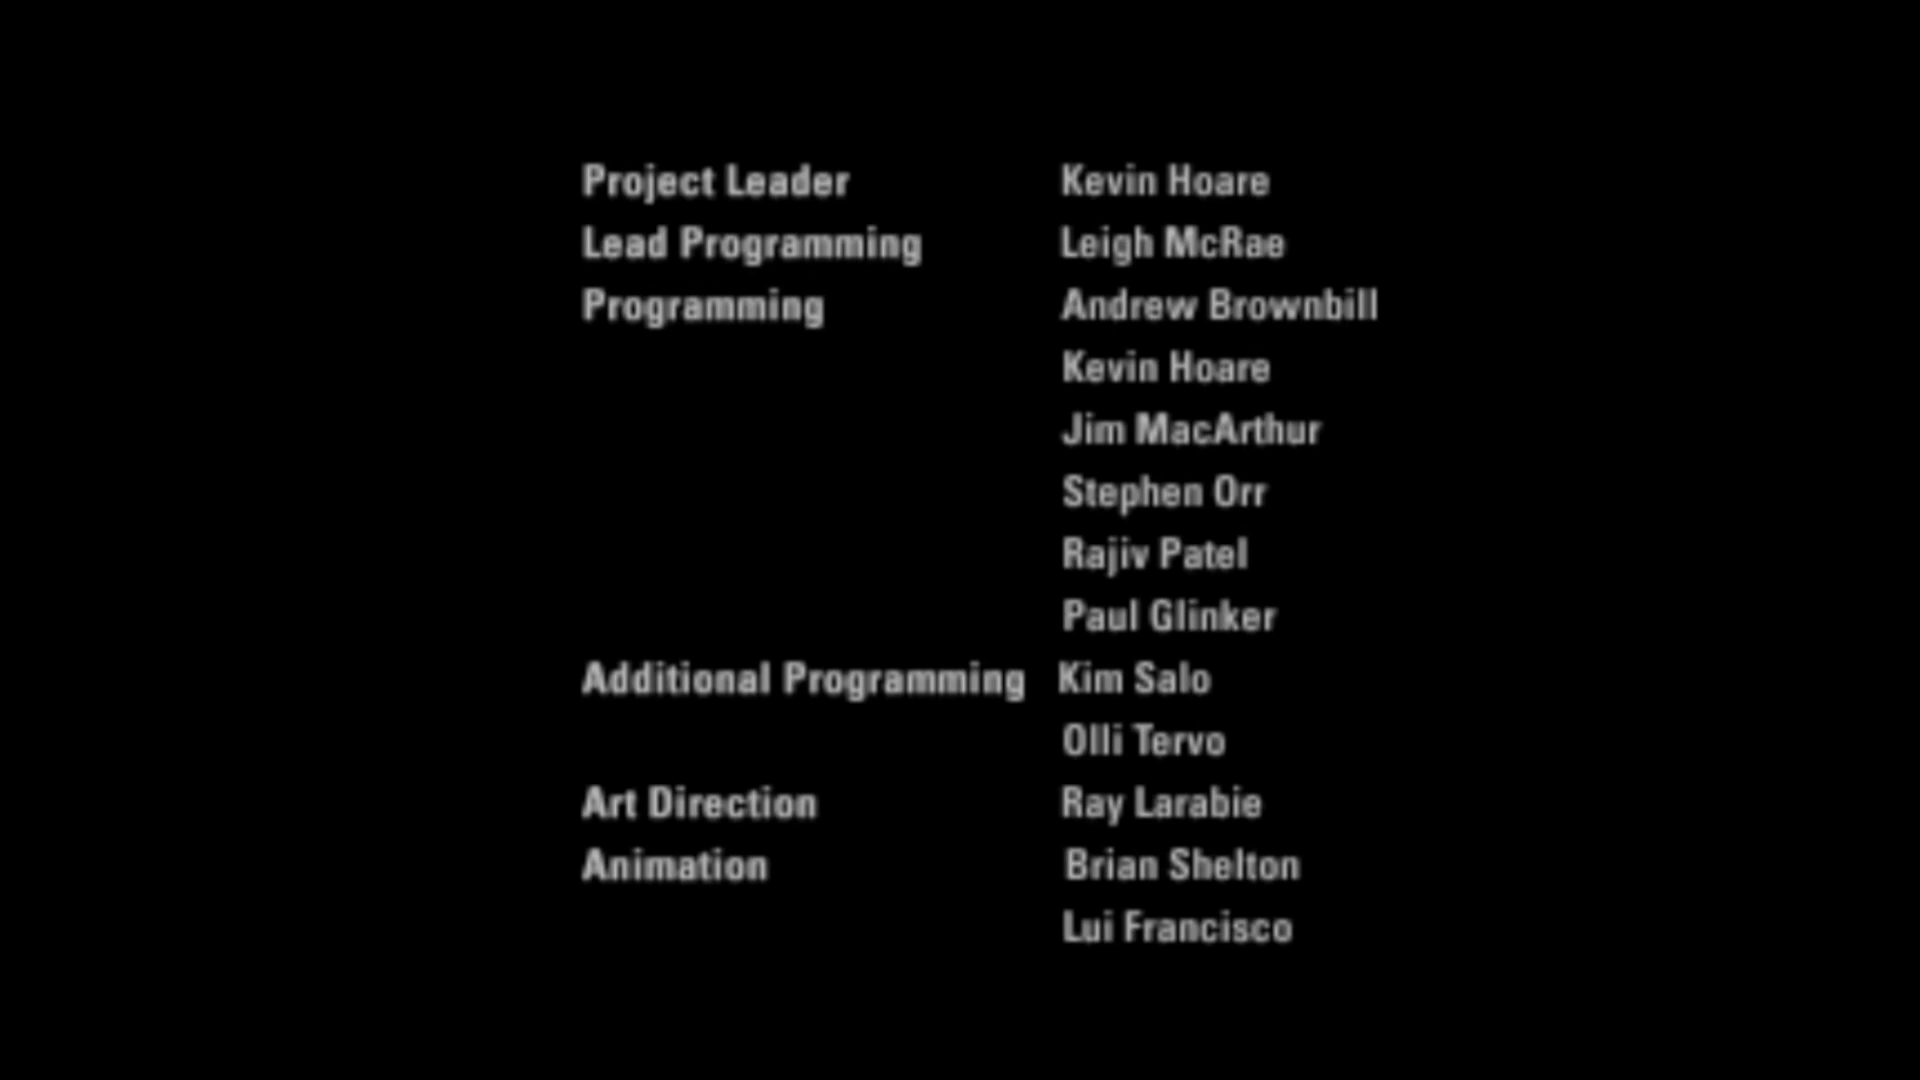 Project Leader Kevin Hoare
Lead Programming Leigh McRae
Programming Andrew Brownbill
Kevin Hoare
Jim MacArthur
Stephen Orr
Rajiv Patel
Paul Glinker
Additional Programming Kim Salo
Olli Tervo
Art Direction Ray Larabie
Animation Brian Shelton
Lui Francisco